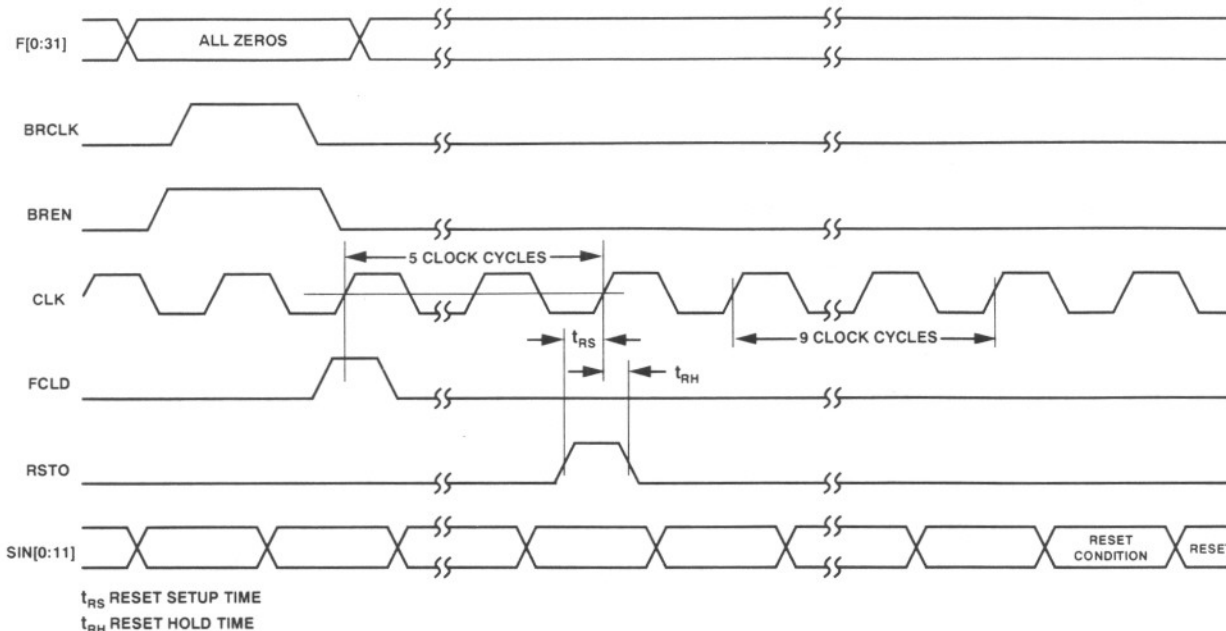 F[0:31]
ALL ZEROS
BRCLK
BREN
5 CLOCK CYCLES
CLK
9 CLOCK CYCLES
tRS
tRH
FCLD
RSTO
SIN[0:11]
RESET CONDITION
RESET
tRS RESET SETUP TIME
tRH RESET HOLD TIME